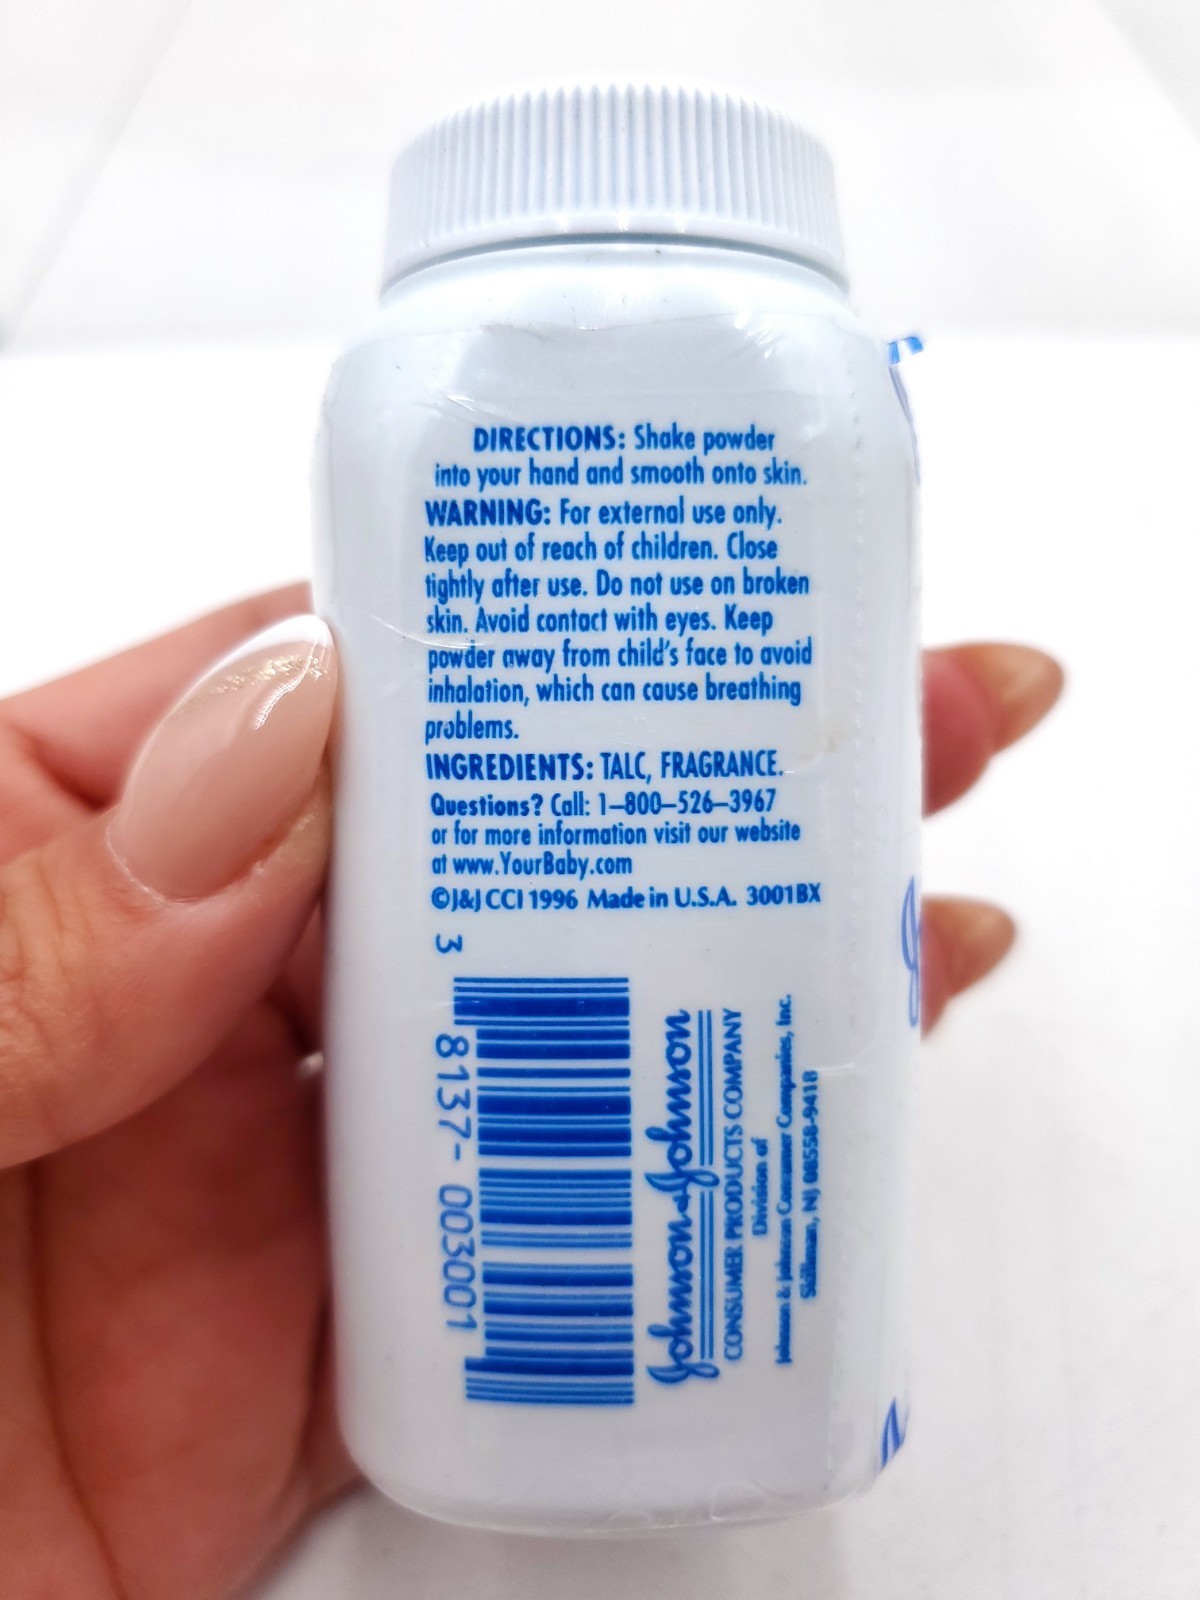 DIRECTIONS: Shake powder
into your hand and smooth onto skin.
WARNING: For external use only.
Keep out of reach of children. Close
tightly after use. Do not use on broken
skin. Avoid contact with eyes. Keep
powder away from child's face to avoid
inhalation, which can cause breathing
problems.
INGREDIENTS: TALC, FRAGRANCE.
Questions? Call: 1–800–526–3967
or for more information visit our website
at www.YourBaby.com
©J&J CCI 1996 Made in U.S.A. 3001BX
3 8137-003001
Johnson & Johnson
CONSUMER PRODUCTS COMPANY
Division of
Johnson & Johnson Consumer Companies, Inc.
Skillman, NJ 08558-9418